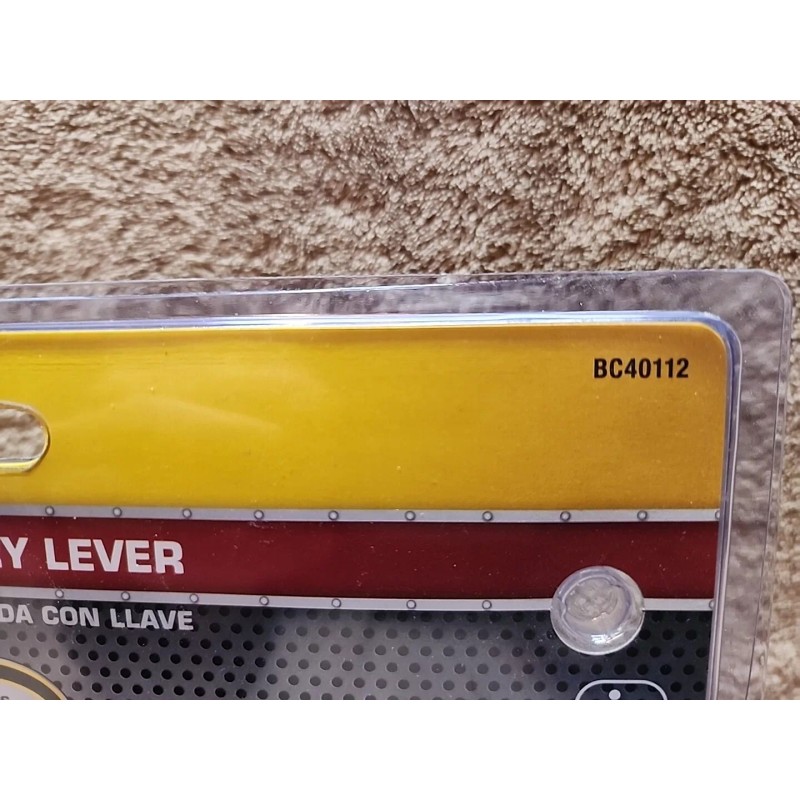 BC40112
Y LEVER
DA CON LLAVE